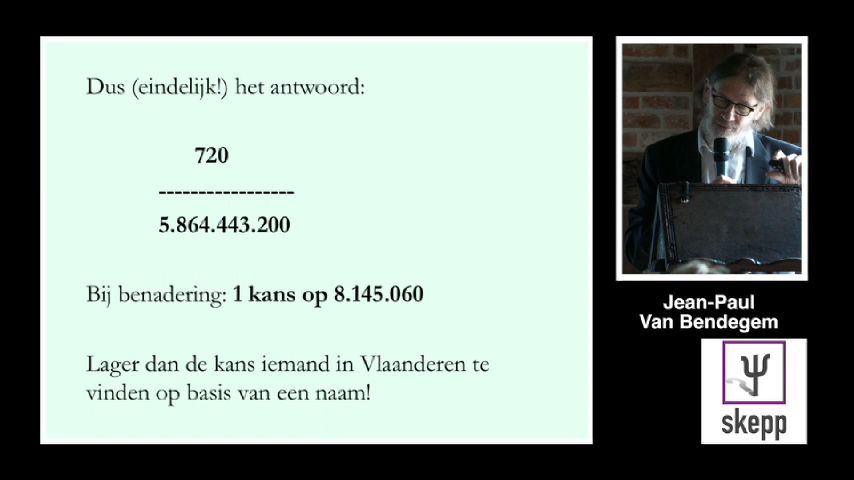 Dus (eindelijk!) het antwoord:
720
-----------------
5.864.443.200
Bij benadering: 1 kans op 8.145.060
Lager dan de kans iemand in Vlaanderen te
vinden op basis van een naam!
Jean-Paul
Van Bendegem
ψ
skepp